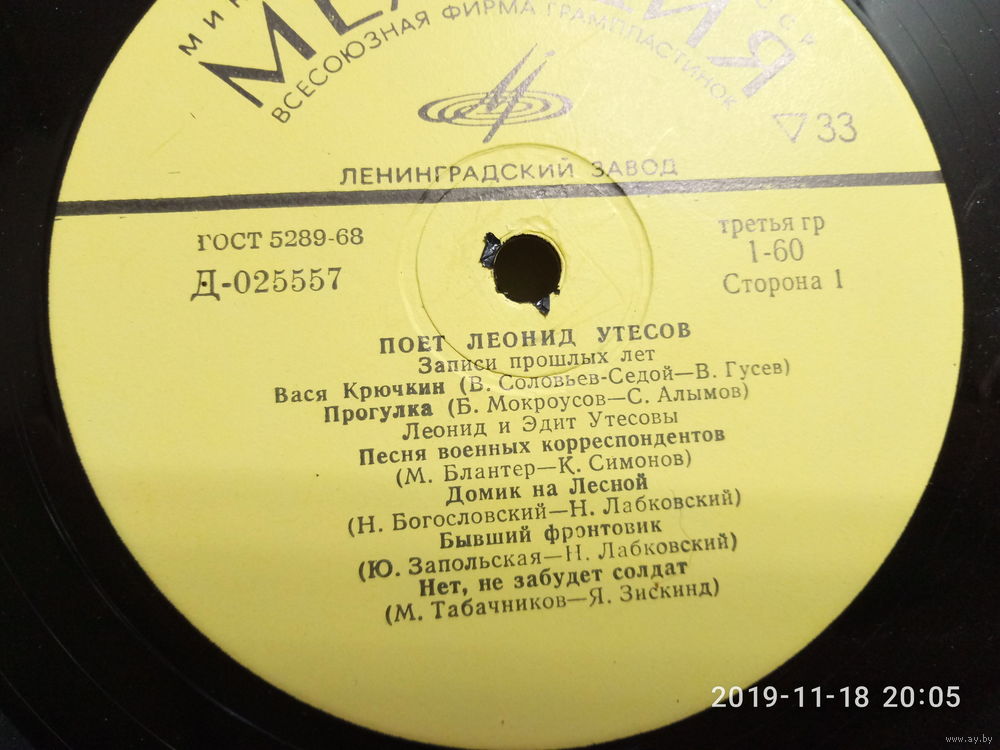 ВСЕСОЮЗНАЯ ФИРМА ГРАМПЛАСТИНОК
▽33
ЛЕНИНГРАДСКИЙ ЗАВОД
ГОСТ 5289-68
Д-025557
третья гр
1-60
Сторона 1
ПОЕТ ЛЕОНИД УТЕСОВ
Записи прошлых лет
Вася Крючкин (В. Соловьев-Седой—В. Гусев)
Прогулка (Б. Мокроусов—С. Алымов)
Леонид и Эдит Утесовы
Песня военных корреспондентов
(М. Блантер—К. Симонов)
Домик на Лесной
(Н. Богословский—Н. Лабковский)
Бывший фронтовик
(Ю. Запольская—Н. Лабковский)
Нет, не забудет солдат
(М. Табачников—Я. Зискинд)
2019-11-18 20:05
www.ay.by